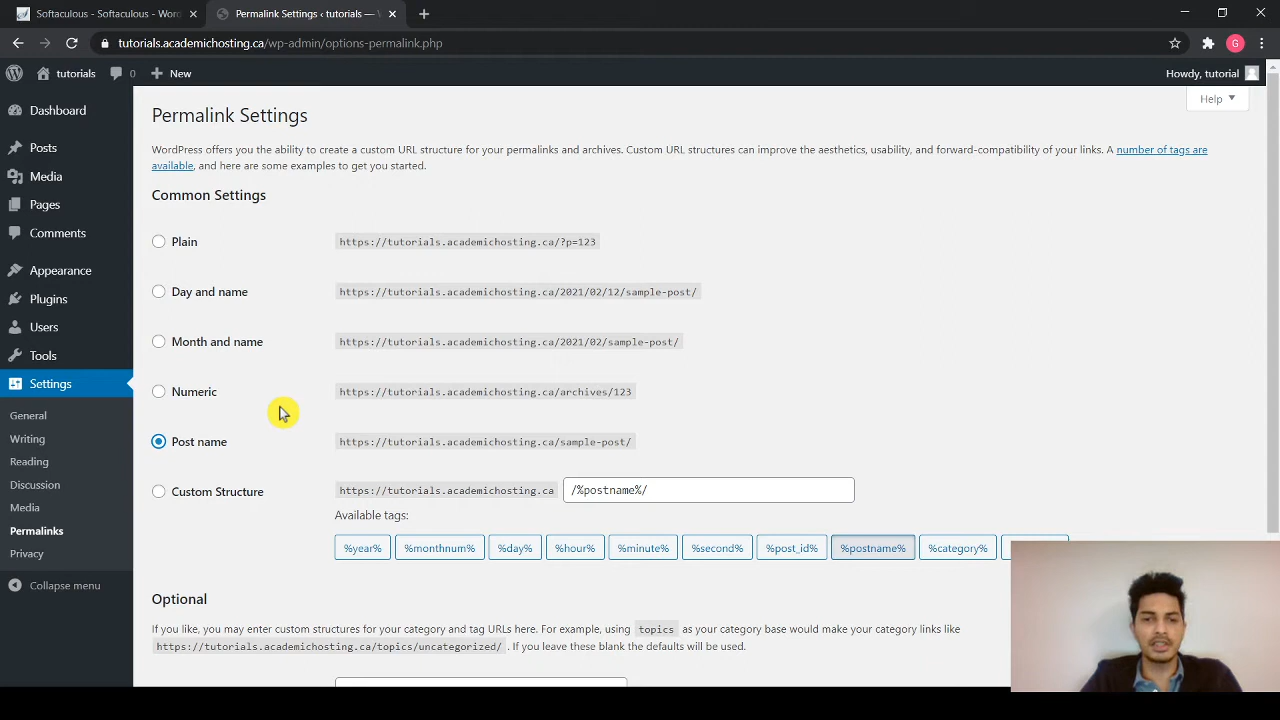 Softaculous - Softaculous - Wor
Permalink Settings ‹ tutorials —
tutorials.academichosting.ca/wp-admin/options-permalink.php
G
tutorials
0
New
Howdy, tutorial
Help
Dashboard
Posts
Media
Pages
Comments
Appearance
Plugins
Users
Tools
Settings
General
Writing
Reading
Discussion
Media
Permalinks
Privacy
Collapse menu
Permalink Settings
WordPress offers you the ability to create a custom URL structure for your permalinks and archives. Custom URL structures can improve the aesthetics, usability, and forward-compatibility of your links. A number of tags are
available, and here are some examples to get you started.
Common Settings
Plain https://tutorials.academichosting.ca/?p=123
Day and name https://tutorials.academichosting.ca/2021/02/12/sample-post/
Month and name https://tutorials.academichosting.ca/2021/02/sample-post/
Numeric https://tutorials.academichosting.ca/archives/123
Post name https://tutorials.academichosting.ca/sample-post/
Custom Structure https://tutorials.academichosting.ca /%postname%/
Available tags:
%year% %monthnum% %day% %hour% %minute% %second% %post_id% %postname% %category%
Optional
If you like, you may enter custom structures for your category and tag URLs here. For example, using topics as your category base would make your category links like
https://tutorials.academichosting.ca/topics/uncategorized/ . If you leave these blank the defaults will be used.